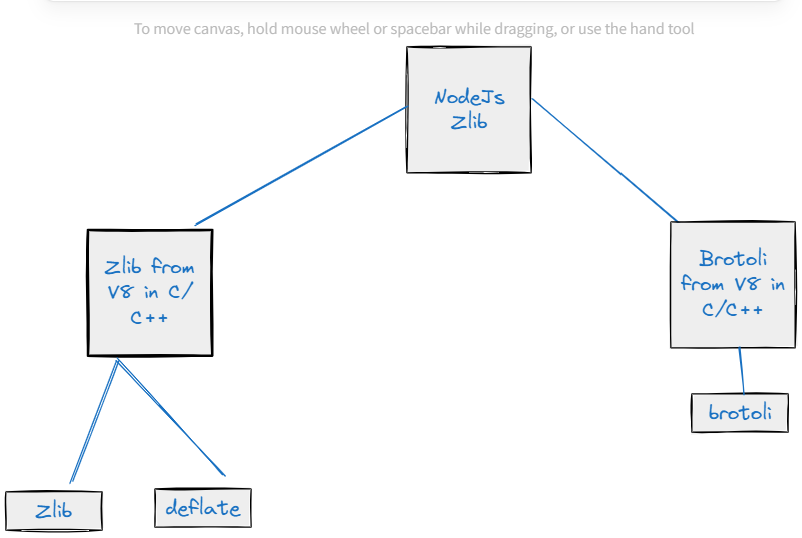 To move canvas, hold mouse wheel or spacebar while dragging, or use the hand tool
NodeJs
Zlib
Zlib from
V8 in C/
C++
Brotoli
from V8 in
C/C++
brotoli
Zlib
deflate